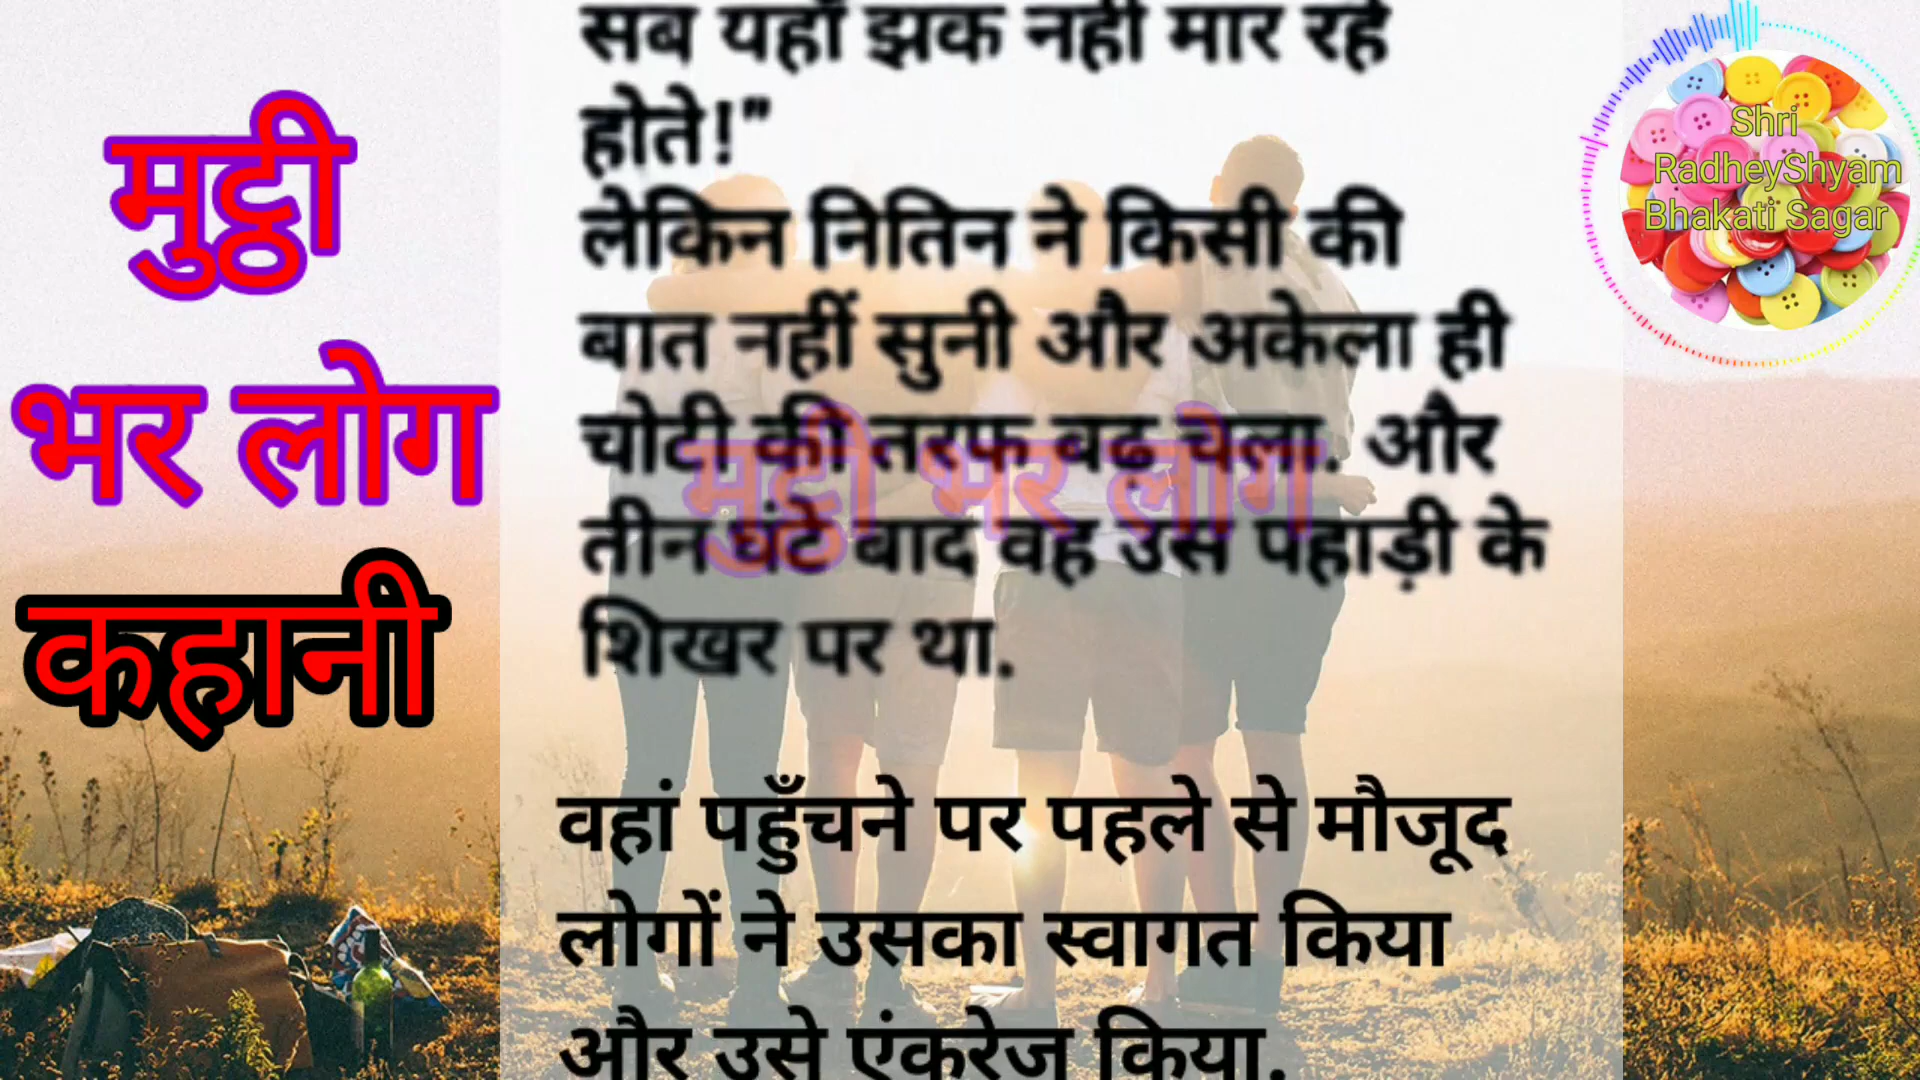 मुट्ठी
भर लोग
कहानी
सब यहाँ झक नहीं मार रहे
होते!"
लेकिन नितिन ने किसी की
बात नहीं सुनी और अकेला ही
चोटी की तरफ बढ़ चला. और
तीन घंटे बाद वह उस पहाड़ी के
शिखर पर था.
वहां पहुँचने पर पहले से मौजूद
लोगों ने उसका स्वागत किया
और उसे एंकरेज किया.
मुट्ठी भर लोग
Shri
RadheyShyam
Bhakati Sagar